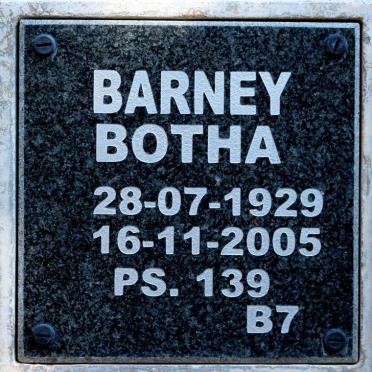 BARNEY
BOTHA
28-07-1929
16-11-2005
PS. 139
B7